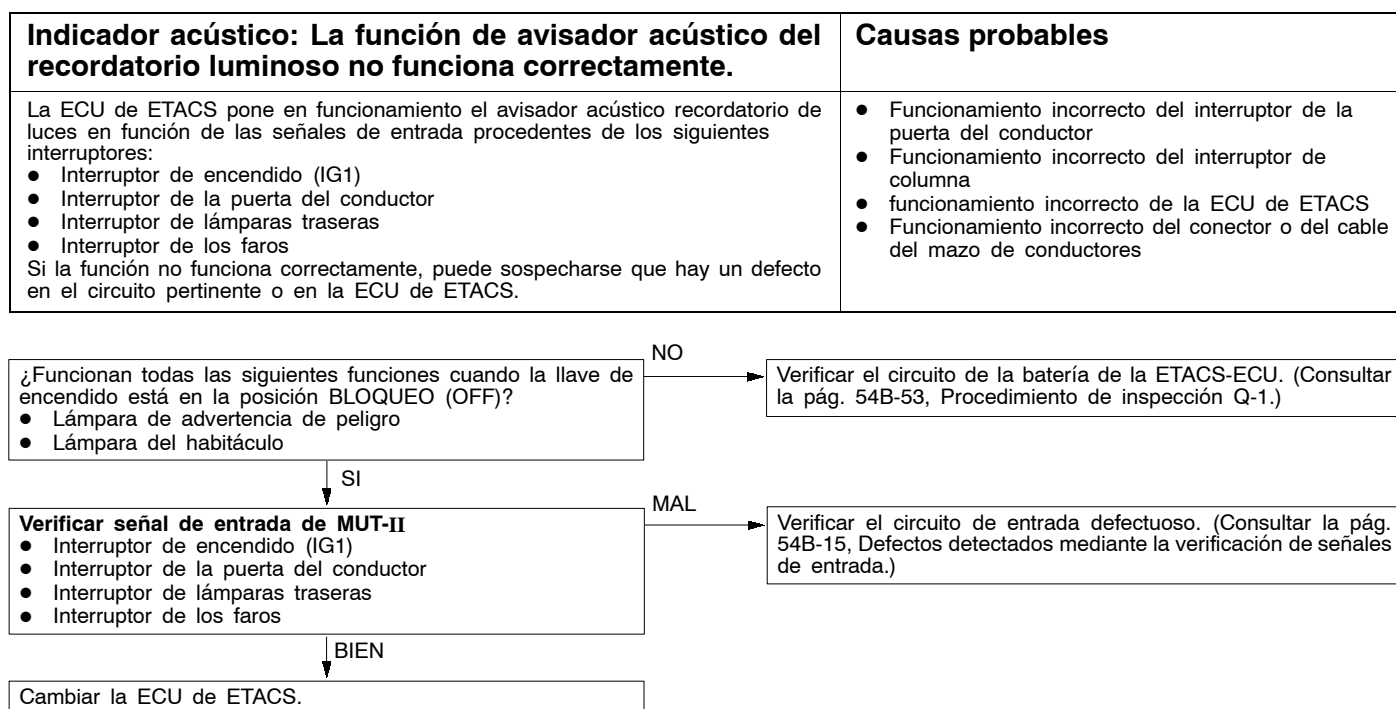 Indicador acústico: La función de avisador acústico del
recordatorio luminoso no funciona correctamente.
Causas probables
La ECU de ETACS pone en funcionamiento el avisador acústico recordatorio de
luces en función de las señales de entrada procedentes de los siguientes
interruptores:
● Interruptor de encendido (IG1)
● Interruptor de la puerta del conductor
● Interruptor de lámparas traseras
● Interruptor de los faros
Si la función no funciona correctamente, puede sospecharse que hay un defecto
en el circuito pertinente o en la ECU de ETACS.
● Funcionamiento incorrecto del interruptor de la
puerta del conductor
● Funcionamiento incorrecto del interruptor de
columna
● funcionamiento incorrecto de la ECU de ETACS
● Funcionamiento incorrecto del conector o del cable
del mazo de conductores
¿Funcionan todas las siguientes funciones cuando la llave de
encendido está en la posición BLOQUEO (OFF)?
● Lámpara de advertencia de peligro
● Lámpara del habitáculo
NO
Verificar el circuito de la batería de la ETACS-ECU. (Consultar
la pág. 54B-53, Procedimiento de inspección Q-1.)
SI
Verificar señal de entrada de MUT-II
● Interruptor de encendido (IG1)
● Interruptor de la puerta del conductor
● Interruptor de lámparas traseras
● Interruptor de los faros
MAL
Verificar el circuito de entrada defectuoso. (Consultar la pág.
54B-15, Defectos detectados mediante la verificación de señales
de entrada.)
BIEN
Cambiar la ECU de ETACS.